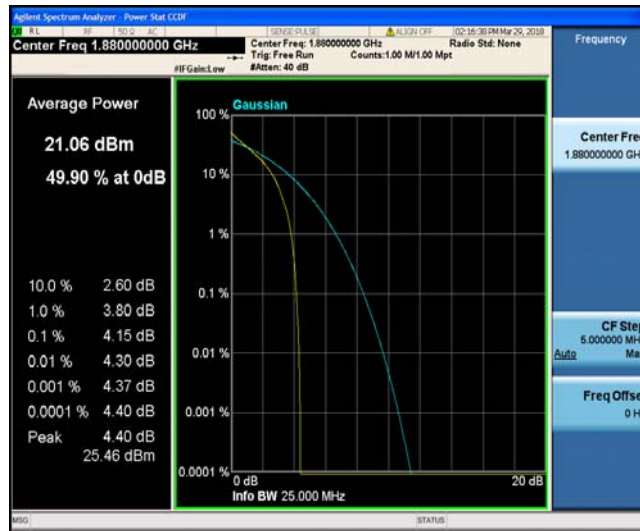 Agilent Spectrum Analyzer - Power Stat CCDF
RL RF 50 Ω AC SENSE:PULSE ALIGN OFF 02:16:38 PM Mar 29, 2018
Center Freq 1.880000000 GHz
Center Freq: 1.880000000 GHz
Radio Std: None
Trig: Free Run
Counts:1.00 M/1.00 Mpt
#IFGain:Low
#Atten: 40 dB
Frequency
Average Power
21.06 dBm
49.90 % at 0dB
10.0 % 2.60 dB
1.0 % 3.80 dB
0.1 % 4.15 dB
0.01 % 4.30 dB
0.001 % 4.37 dB
0.0001 % 4.40 dB
Peak 4.40 dB
25.46 dBm
Gaussian
100 %
10 %
1 %
0.1 %
0.01 %
0.001 %
0.0001 %
0 dB
20 dB
Info BW 25.000 MHz
Center Fre
1.880000000 GH
CF Ste
5.000000 MH
Auto Ma
Freq Offse
0 H
MSG
STATUS